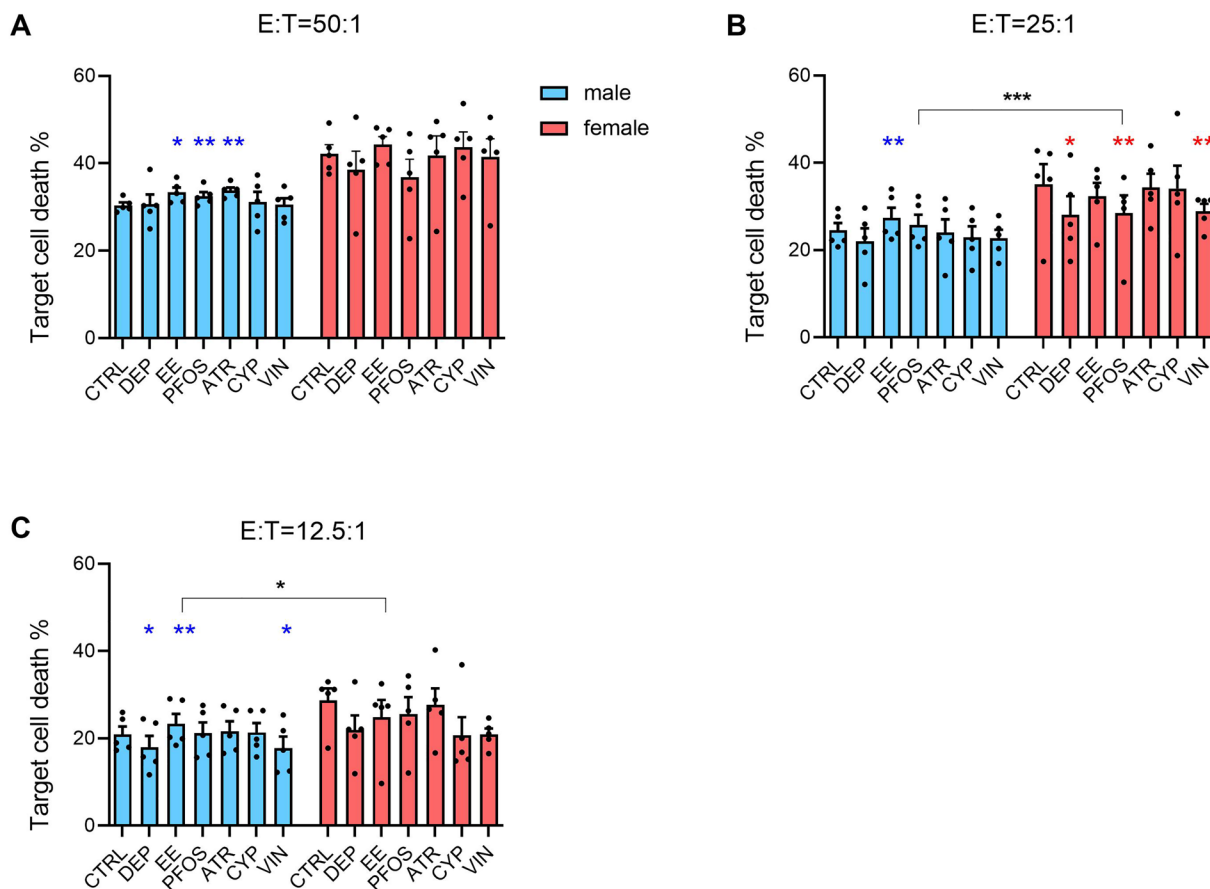 A
E:T=50:1
Target cell death %
60
40
20
0
* ** **
CTRL DEP EE PFOS ATR CYP VIN
CTRL DEP EE PFOS ATR CYP VIN
male
female
B
E:T=25:1
Target cell death %
60
40
20
0
***
** * ** **
CTRL DEP EE PFOS ATR CYP VIN
CTRL DEP EE PFOS ATR CYP VIN
C
E:T=12.5:1
Target cell death %
60
40
20
0
*
* ** *
CTRL DEP EE PFOS ATR CYP VIN
CTRL DEP EE PFOS ATR CYP VIN